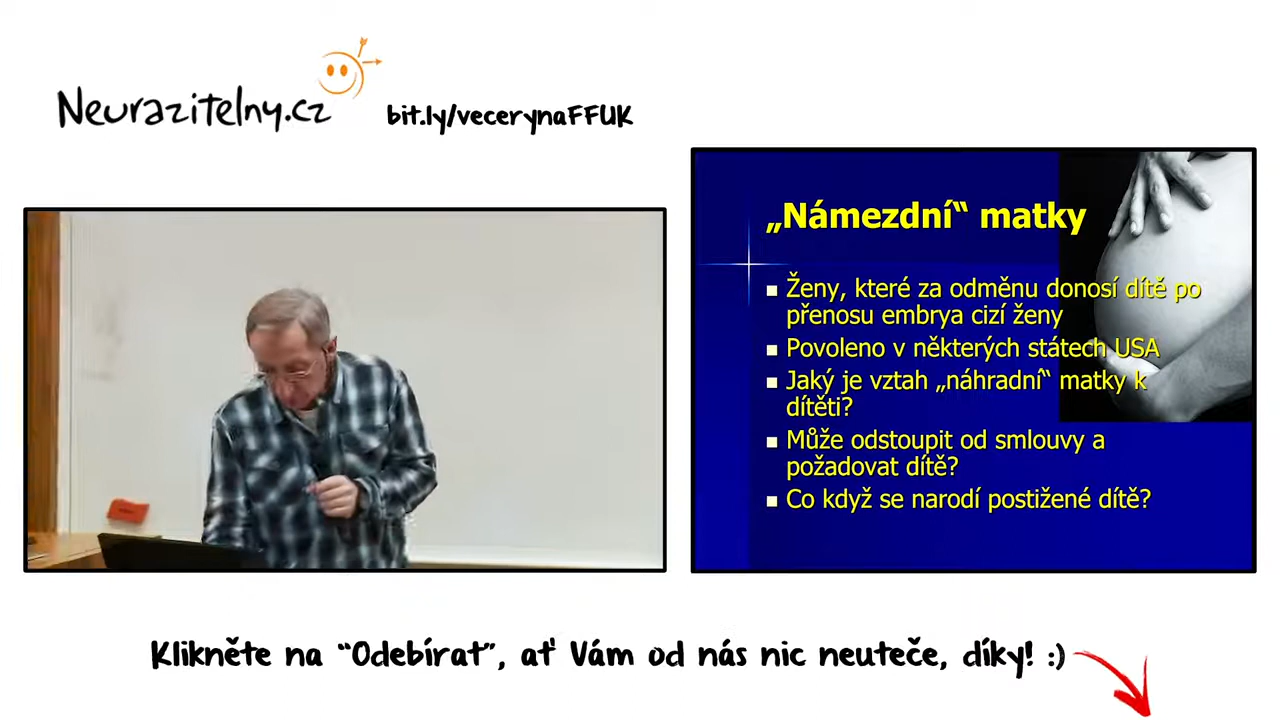 Neurazitelny.cz
bit.ly/vecerynaFFUK
„Námezdní“ matky
Ženy, které za odměnu donosí dítě po
přenosu embrya cizí ženy
Povoleno v některých státech USA
Jaký je vztah „náhradní“ matky k
dítěti?
Může odstoupit od smlouvy a
požadovat dítě?
Co když se narodí postižené dítě?
Klikněte na “Odebírat”, ať Vám od nás nic neuteče, díky! :)